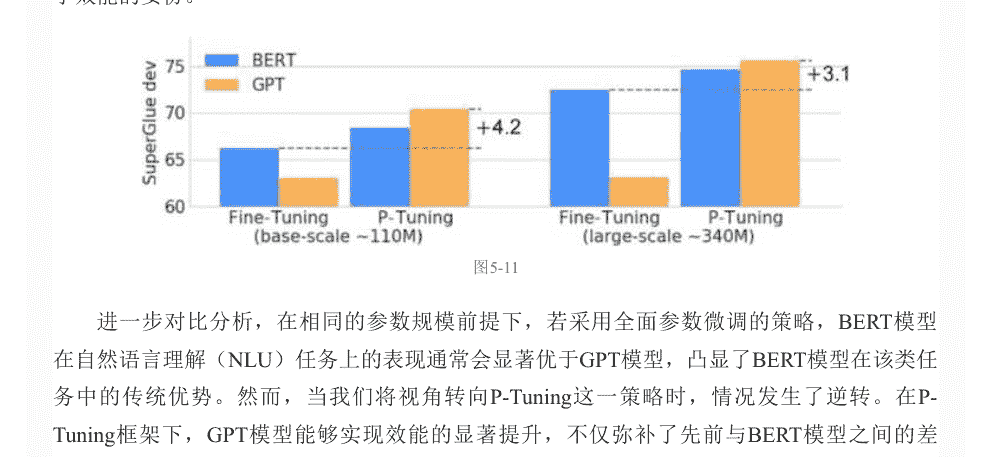 于效能的妥协。
SuperGlue dev
75
70
65
60
BERT
GPT
+4.2
+3.1
Fine-Tuning
P-Tuning
(base-scale ~110M)
Fine-Tuning
P-Tuning
(large-scale ~340M)
图5-11
进一步对比分析，在相同的参数规模前提下，若采用全面参数微调的策略，BERT模型
在自然语言理解（NLU）任务上的表现通常会显著优于GPT模型，凸显了BERT模型在该类任
务中的传统优势。然而，当我们将视角转向P-Tuning这一策略时，情况发生了逆转。在P-
Tuning框架下，GPT模型能够实现效能的显著提升，不仅弥补了先前与BERT模型之间的差